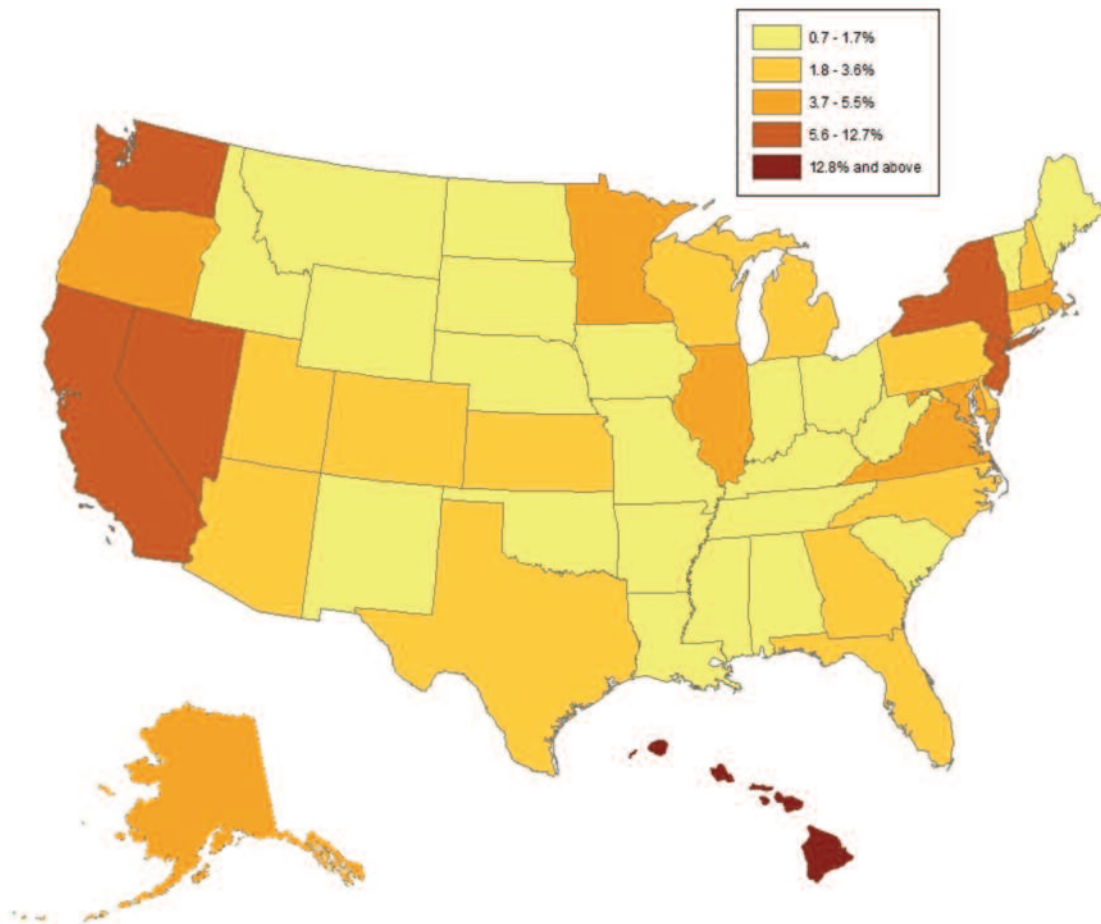 0.7 - 1.7%
1.8 - 3.6%
3.7 - 5.5%
5.6 - 12.7%
12.8% and above